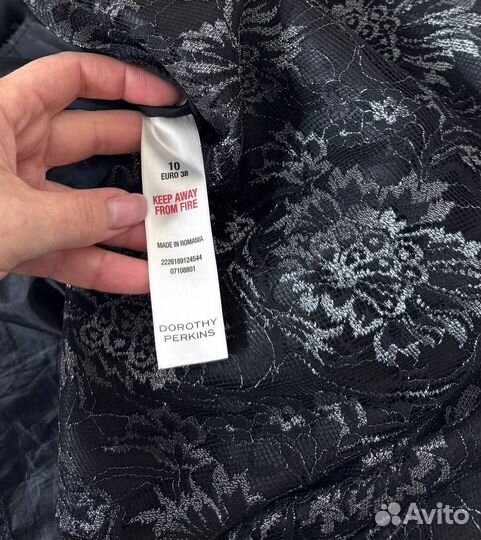 10
EURO 38
KEEP AWAY
FROM FIRE
MADE IN ROMANIA
2226189124544
07108801
DOROTHY
PERKINS
Avito